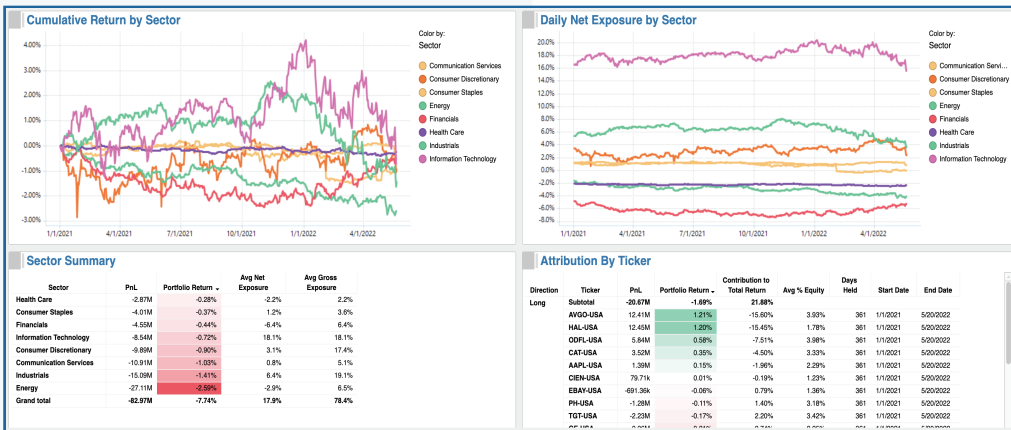 Cumulative Return by Sector
4.00%
3.00%
2.00%
1.00%
0.00%
-1.00%
-2.00%
-3.00%
1/1/2021 4/1/2021 7/1/2021 10/1/2021 1/1/2022 4/1/2022
Color by:
Sector
Communication Services
Consumer Discretionary
Consumer Staples
Energy
Financials
Health Care
Industrials
Information Technology
Daily Net Exposure by Sector
20.0%
18.0%
16.0%
14.0%
12.0%
10.0%
8.0%
6.0%
4.0%
2.0%
-0.0%
-2.0%
-4.0%
-6.0%
-8.0%
1/1/2021 4/1/2021 7/1/2021 10/1/2021 1/1/2022 4/1/2022
Color by:
Sector
Communication Servi...
Consumer Discretionary
Consumer Staples
Energy
Financials
Health Care
Industrials
Information Technology
Sector Summary
Sector PnL Portfolio Return Avg Net Exposure Avg Gross Exposure
Health Care -2.87M -0.28% -2.2% 2.2%
Consumer Staples -4.01M -0.37% 1.2% 3.6%
Financials -4.55M -0.44% -6.4% 6.4%
Information Technology -8.54M -0.72% 18.1% 18.1%
Consumer Discretionary -9.89M -0.90% 3.1% 17.4%
Communication Services -10.91M -1.03% 0.8% 5.1%
Industrials -15.09M -1.41% 6.4% 19.1%
Energy -27.11M -2.59% -2.9% 6.5%
Grand total -82.97M -7.74% 17.9% 78.4%
Attribution By Ticker
Direction Ticker PnL Portfolio Return Contribution to Total Return Avg % Equity Days Held Start Date End Date
Long Subtotal -20.67M -1.69% 21.88%
AVGO-USA 12.41M 1.21% -15.60% 3.93% 361 1/1/2021 5/20/2022
HAL-USA 12.45M 1.20% -15.45% 1.78% 361 1/1/2021 5/20/2022
ODFL-USA 5.84M 0.58% -7.51% 3.98% 361 1/1/2021 5/20/2022
CAT-USA 3.52M 0.35% -4.50% 3.33% 361 1/1/2021 5/20/2022
AAPL-USA 1.39M 0.15% -1.96% 2.29% 361 1/1/2021 5/20/2022
CIEN-USA 79.71k 0.01% -0.19% 1.23% 361 1/1/2021 5/20/2022
EBAY-USA -691.36k -0.06% 0.79% 1.36% 361 1/1/2021 5/20/2022
PH-USA -1.28M -0.11% 1.40% 3.18% 361 1/1/2021 5/20/2022
TGT-USA -2.23M -0.17% 2.20% 3.42% 361 1/1/2021 5/20/2022